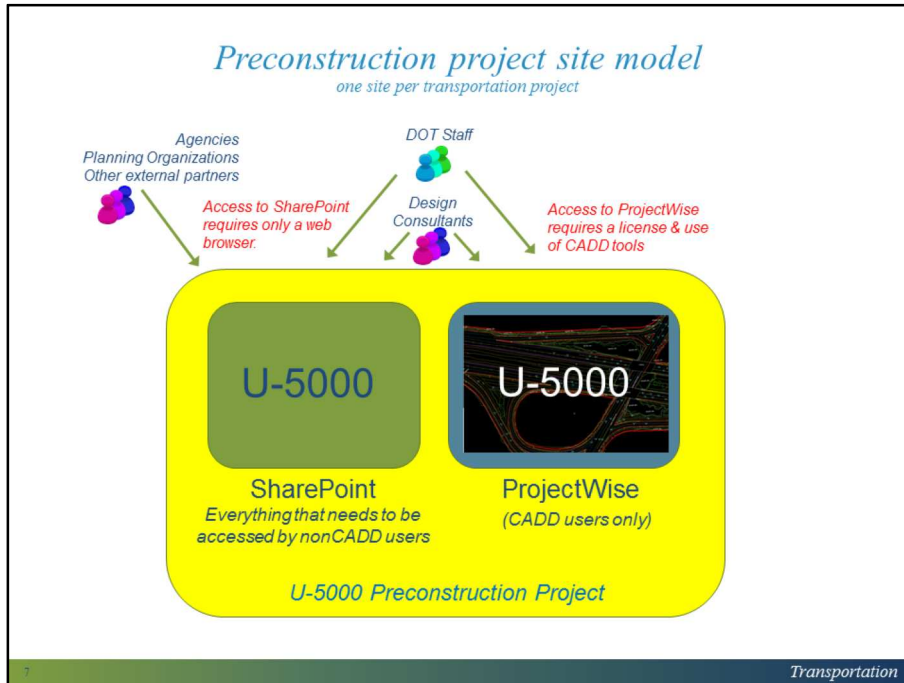 Preconstruction project site model
one site per transportation project
Agencies
Planning Organizations
Other external partners
DOT Staff
Access to SharePoint
requires only a web
browser.
Design
Consultants
Access to ProjectWise
requires a license & use
of CADD tools
U-5000
U-5000
SharePoint
Everything that needs to be
accessed by nonCADD users
ProjectWise
(CADD users only)
U-5000 Preconstruction Project
7
Transportation